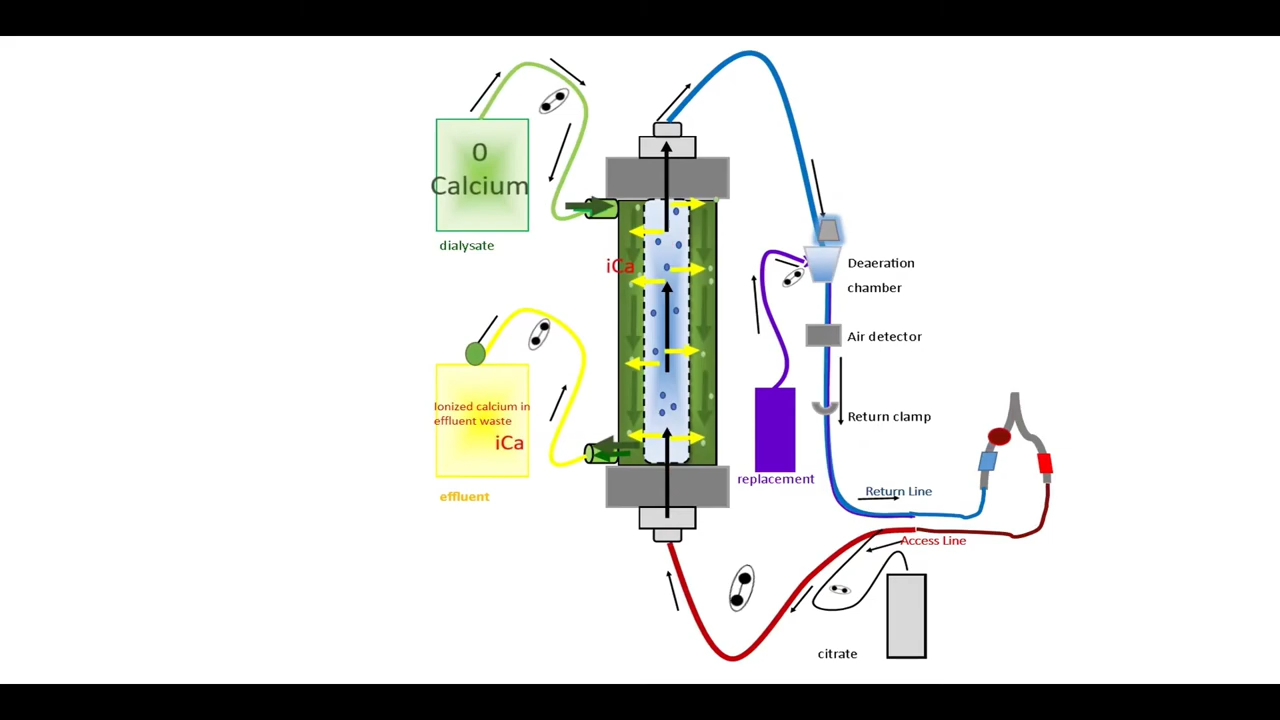 0
Calcium
dialysate
iCa
Deaeration
chamber
Air detector
Ionized calcium in
effluent waste
iCa
effluent
Return clamp
replacement
Return Line
Access Line
citrate